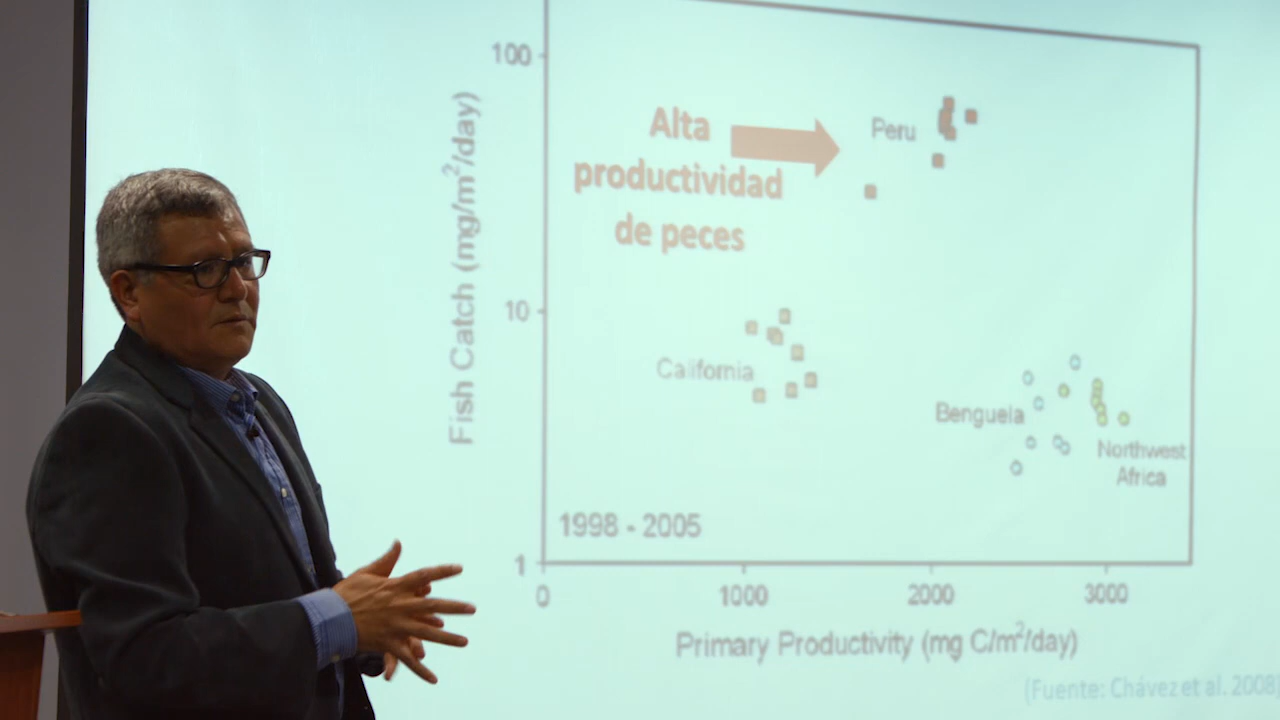 100
Alta
productividad
de peces
Peru
Fish Catch (mg/m²/day)
10
California
Benguela
Northwest
Africa
1998 - 2005
1
0
1000
2000
3000
Primary Productivity (mg C/m²/day)
(Fuente: Chávez et al. 2008)